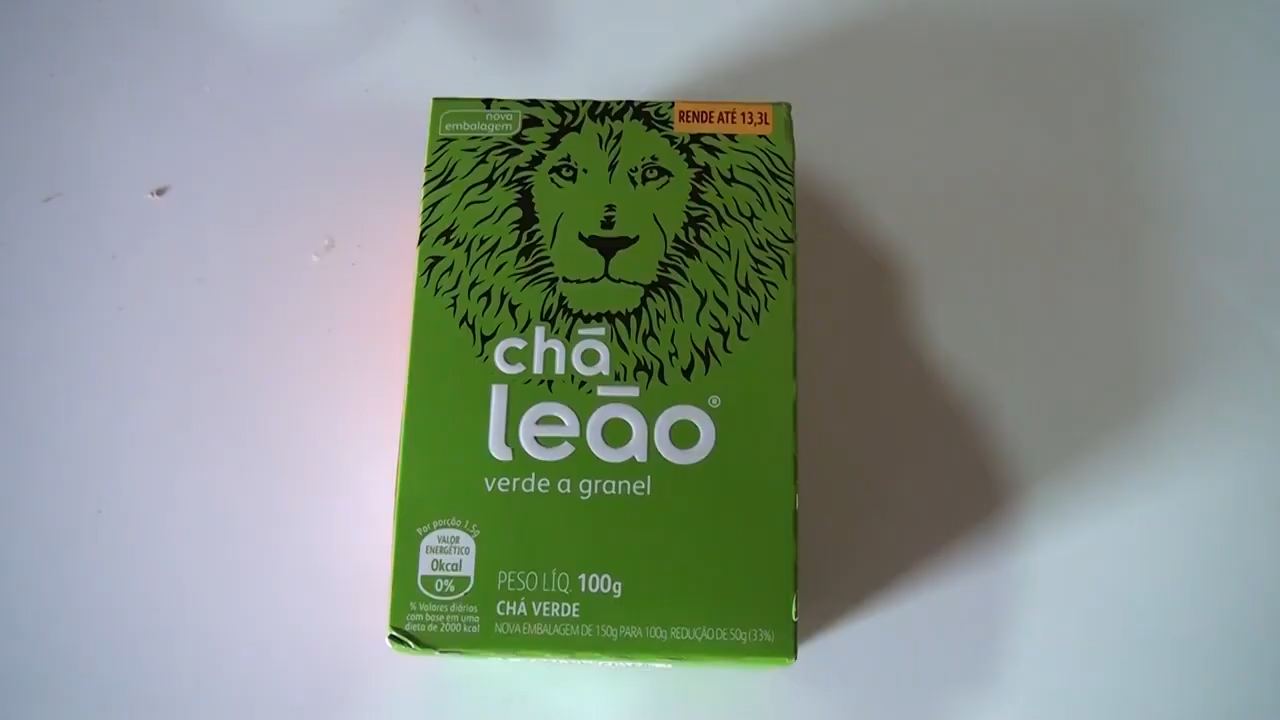 nova
embalagem
RENDE ATÉ 13,3L
chá
leão®
verde a granel
Por porção 1,5g
VALOR
ENERGÉTICO
0kcal
0%
% Valores diários
com base em uma
dieta de 2000 kcal
PESO LÍQ. 100g
CHÁ VERDE
NOVA EMBALAGEM DE 150g PARA 100g REDUÇÃO DE 50g (33%)